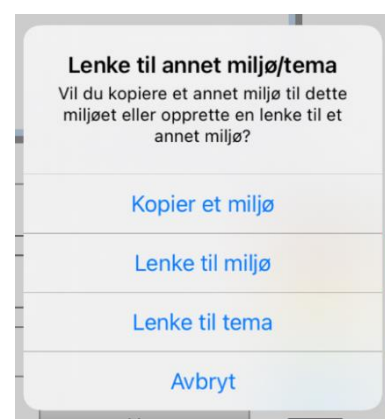 Lenke til annet miljø/tema
Vil du kopiere et annet miljø til dette
miljøet eller opprette en lenke til et
annet miljø?
Kopier et miljø
Lenke til miljø
Lenke til tema
Avbryt